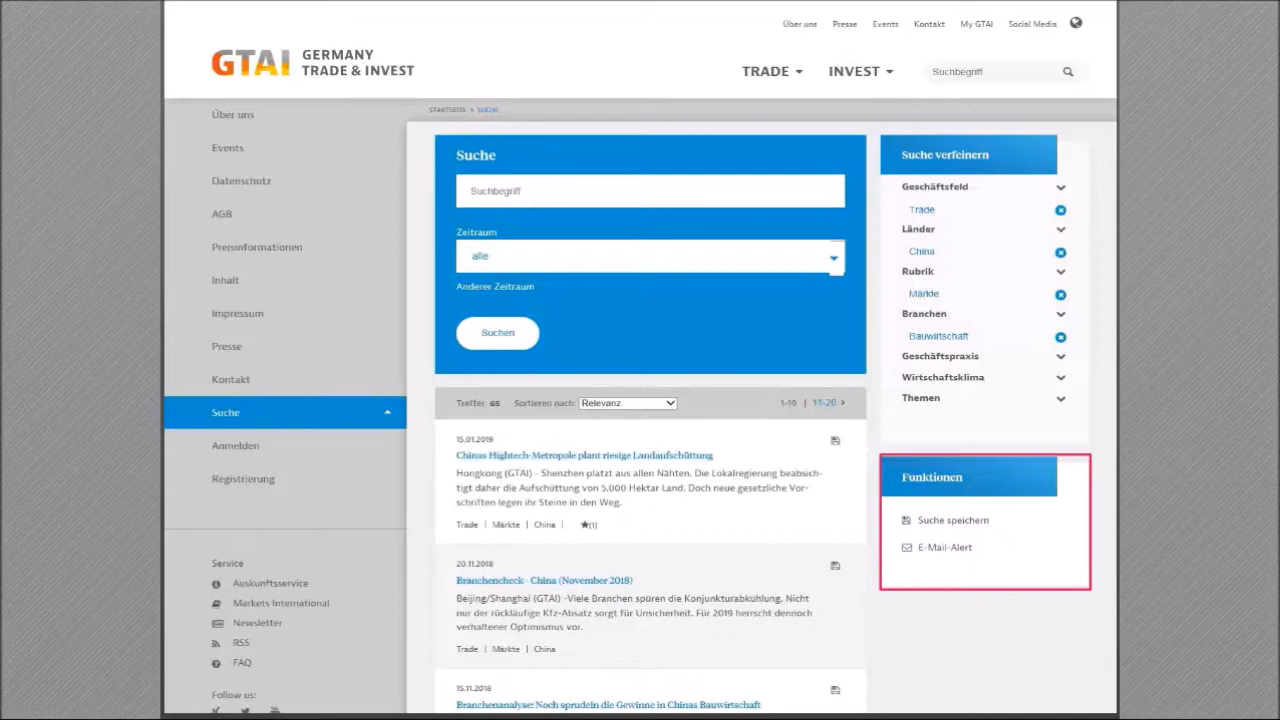 Über uns Presse Events Kontakt My GTAI Social Media
GTAI GERMANY
TRADE & INVEST
TRADE INVEST Suchbegriff
STARTSEITE > SUCHE
Über uns
Events
Datenschutz
AGB
Preisinformationen
Inhalt
Impressum
Presse
Kontakt
Suche
Anmelden
Registrierung
Service
Auskunftsservice
Markets International
Newsletter
RSS
FAQ
Follow us:
Suche
Suchbegriff
Zeitraum
alle
Anderer Zeitraum
Suchen
Treffer: 65 Sortieren nach: Relevanz 1-10 | 11-20 >
15.01.2019
Chinas Hightech-Metropole plant riesige Landaufschüttung
Hongkong (GTAI) - Shenzhen platzt aus allen Nähten. Die Lokalregierung beabsich-
tigt daher die Aufschüttung von 5.000 Hektar Land. Doch neue gesetzliche Vor-
schriften legen ihr Steine in den Weg.
Trade | Märkte | China | ★(1)
20.11.2018
Branchencheck - China (November 2018)
Beijing/Shanghai (GTAI) -Viele Branchen spüren die Konjunkturabkühlung. Nicht
nur der rückläufige Kfz-Absatz sorgt für Unsicherheit. Für 2019 herrscht dennoch
verhaltener Optimismus vor.
Trade | Märkte | China
15.11.2018
Branchenanalyse: Noch sprudeln die Gewinne in Chinas Bauwirtschaft
Suche verfeinern
Geschäftsfeld
Trade
Länder
China
Rubrik
Märkte
Branchen
Bauwirtschaft
Geschäftspraxis
Wirtschaftsklima
Themen
Funktionen
Suche speichern
E-Mail-Alert